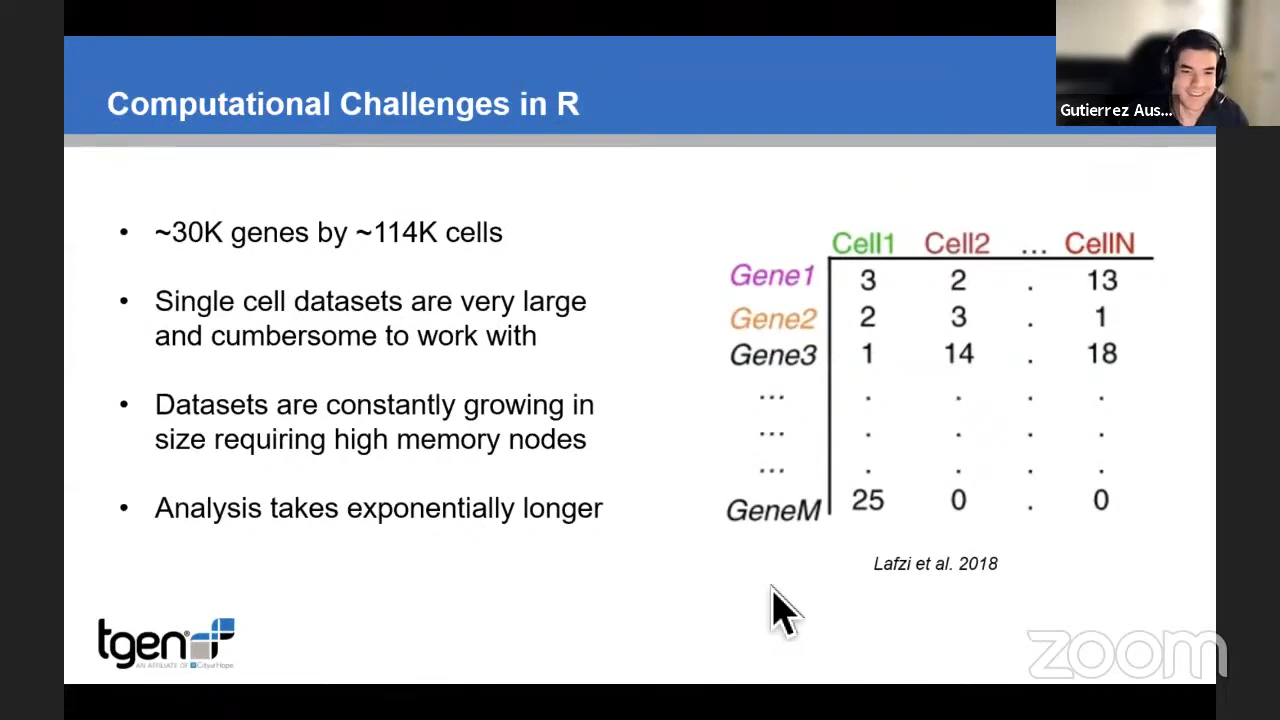 Computational Challenges in R
Gutierrez Aus...
• ~30K genes by ~114K cells
• Single cell datasets are very large
and cumbersome to work with
• Datasets are constantly growing in
size requiring high memory nodes
• Analysis takes exponentially longer
Cell1 Cell2 ... CellN
Gene1 3 2 . 13
Gene2 2 3 . 1
Gene3 1 14 . 18
... . . . .
... . . . .
... . . . .
GeneM 25 0 . 0
Lafzi et al. 2018
tgen
AN AFFILIATE OF City of Hope
zoom